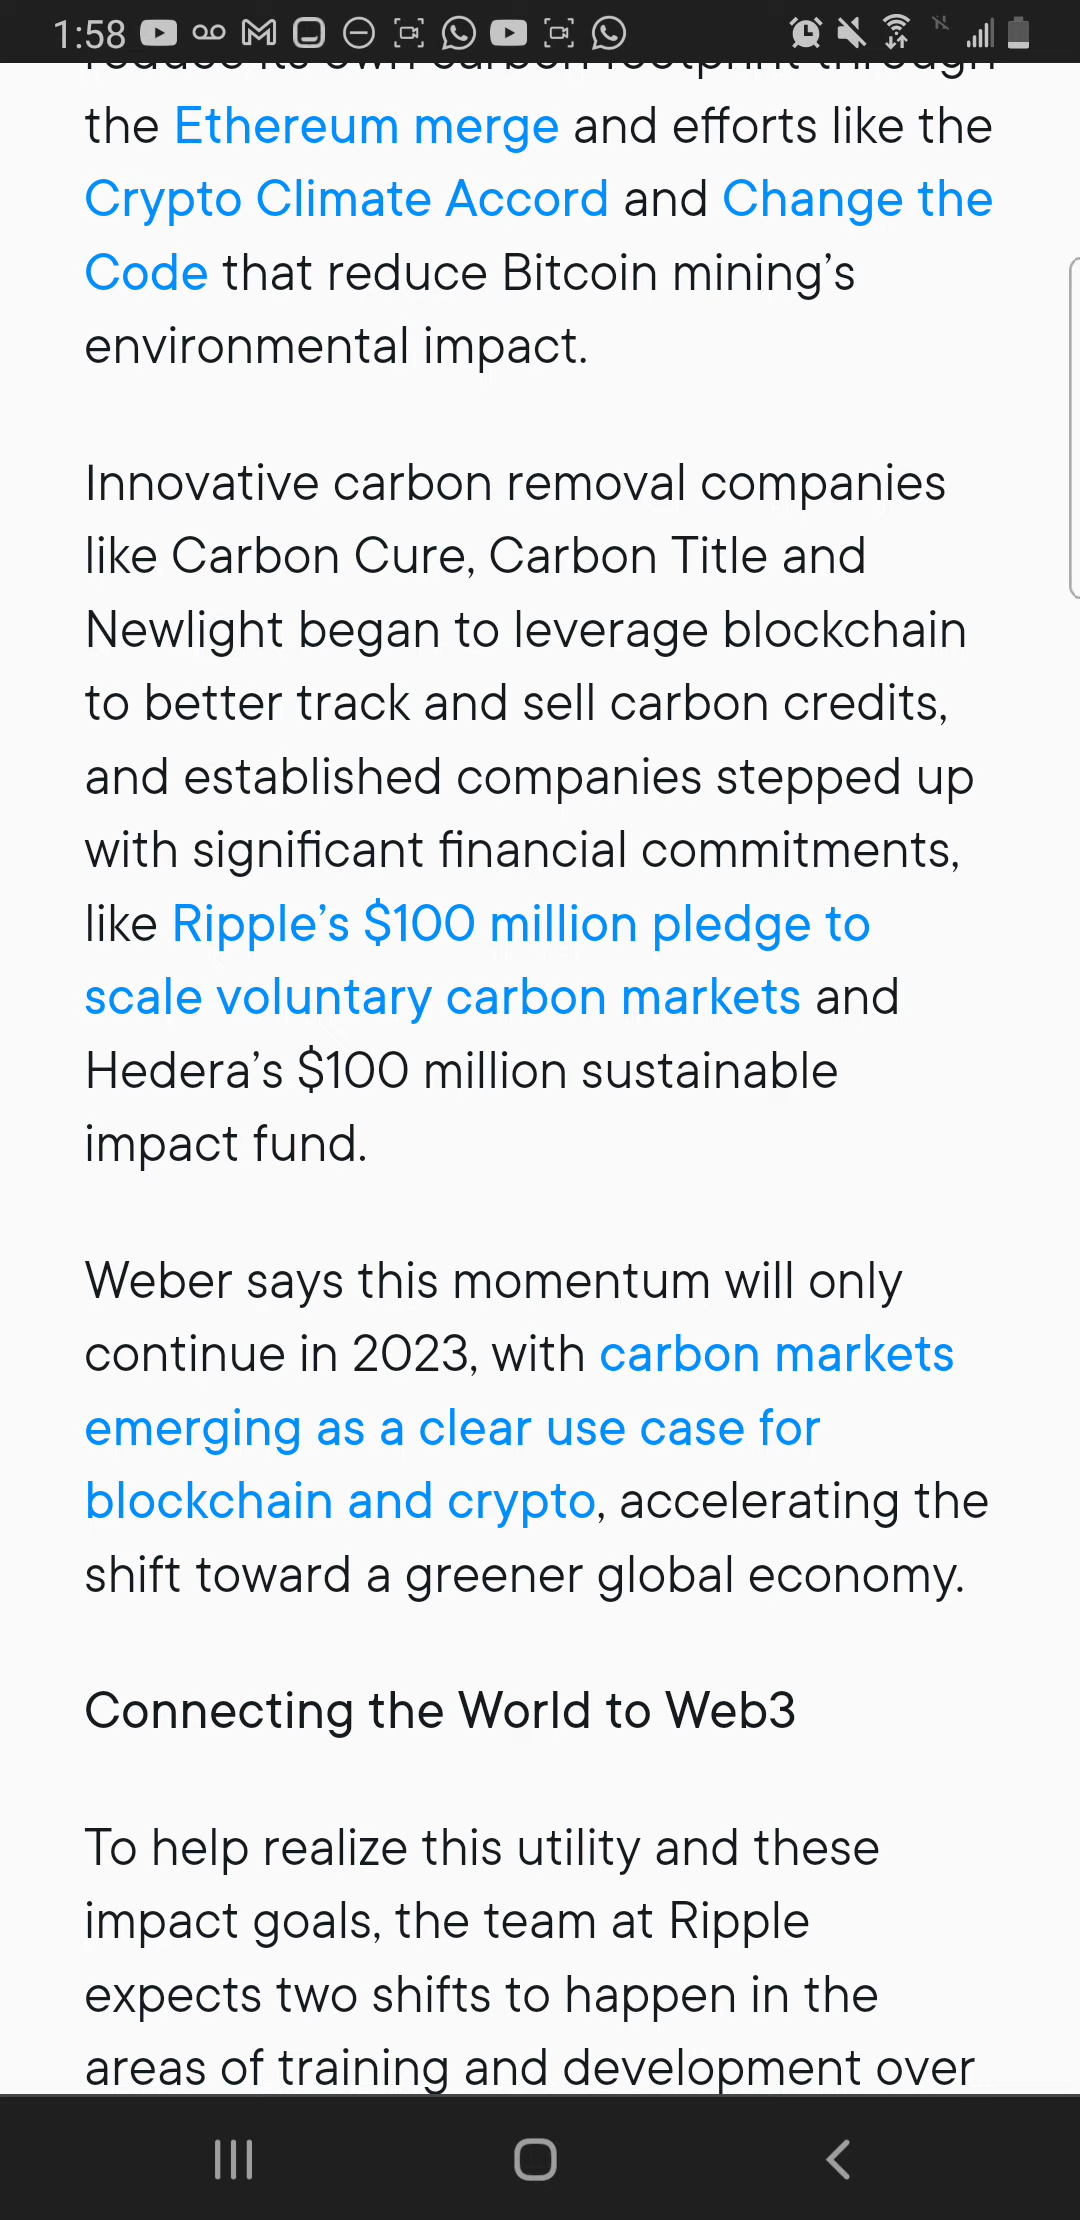 1:58
the Ethereum merge and efforts like the
Crypto Climate Accord and Change the
Code that reduce Bitcoin mining’s
environmental impact.
Innovative carbon removal companies
like Carbon Cure, Carbon Title and
Newlight began to leverage blockchain
to better track and sell carbon credits,
and established companies stepped up
with significant financial commitments,
like Ripple’s $100 million pledge to
scale voluntary carbon markets and
Hedera’s $100 million sustainable
impact fund.
Weber says this momentum will only
continue in 2023, with carbon markets
emerging as a clear use case for
blockchain and crypto, accelerating the
shift toward a greener global economy.
Connecting the World to Web3
To help realize this utility and these
impact goals, the team at Ripple
expects two shifts to happen in the
areas of training and development over